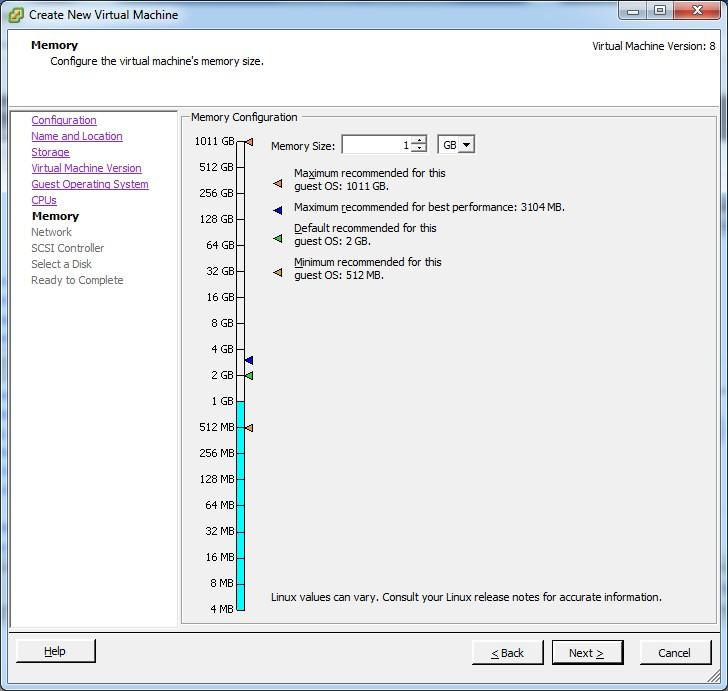 Create New Virtual Machine
Memory
Configure the virtual machine's memory size.
Virtual Machine Version: 8
Configuration
Name and Location
Storage
Virtual Machine Version
Guest Operating System
CPUs
Memory
Network
SCSI Controller
Select a Disk
Ready to Complete
Memory Configuration
1011 GB
512 GB
256 GB
128 GB
64 GB
32 GB
16 GB
8 GB
4 GB
2 GB
1 GB
512 MB
256 MB
128 MB
64 MB
32 MB
16 MB
8 MB
4 MB
Memory Size: 1 GB
Maximum recommended for this
guest OS: 1011 GB.
Maximum recommended for best performance: 3104 MB.
Default recommended for this
guest OS: 2 GB.
Minimum recommended for this
guest OS: 512 MB.
Linux values can vary. Consult your Linux release notes for accurate information.
Help
< Back
Next >
Cancel